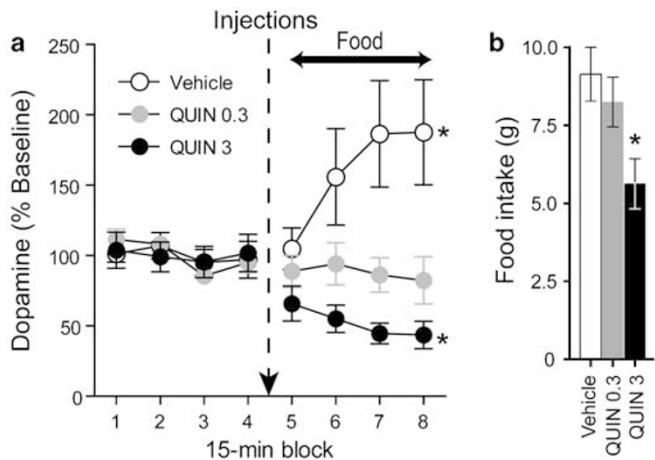 Injections
a
Food
250
200
150
100
50
0
Dopamine (% Baseline)
Vehicle
QUIN 0.3
QUIN 3
*
*
1 2 3 4 5 6 7 8
15-min block
b
10.0
7.5
5.0
2.5
0
Food intake (g)
*
Vehicle
QUIN 0.3
QUIN 3